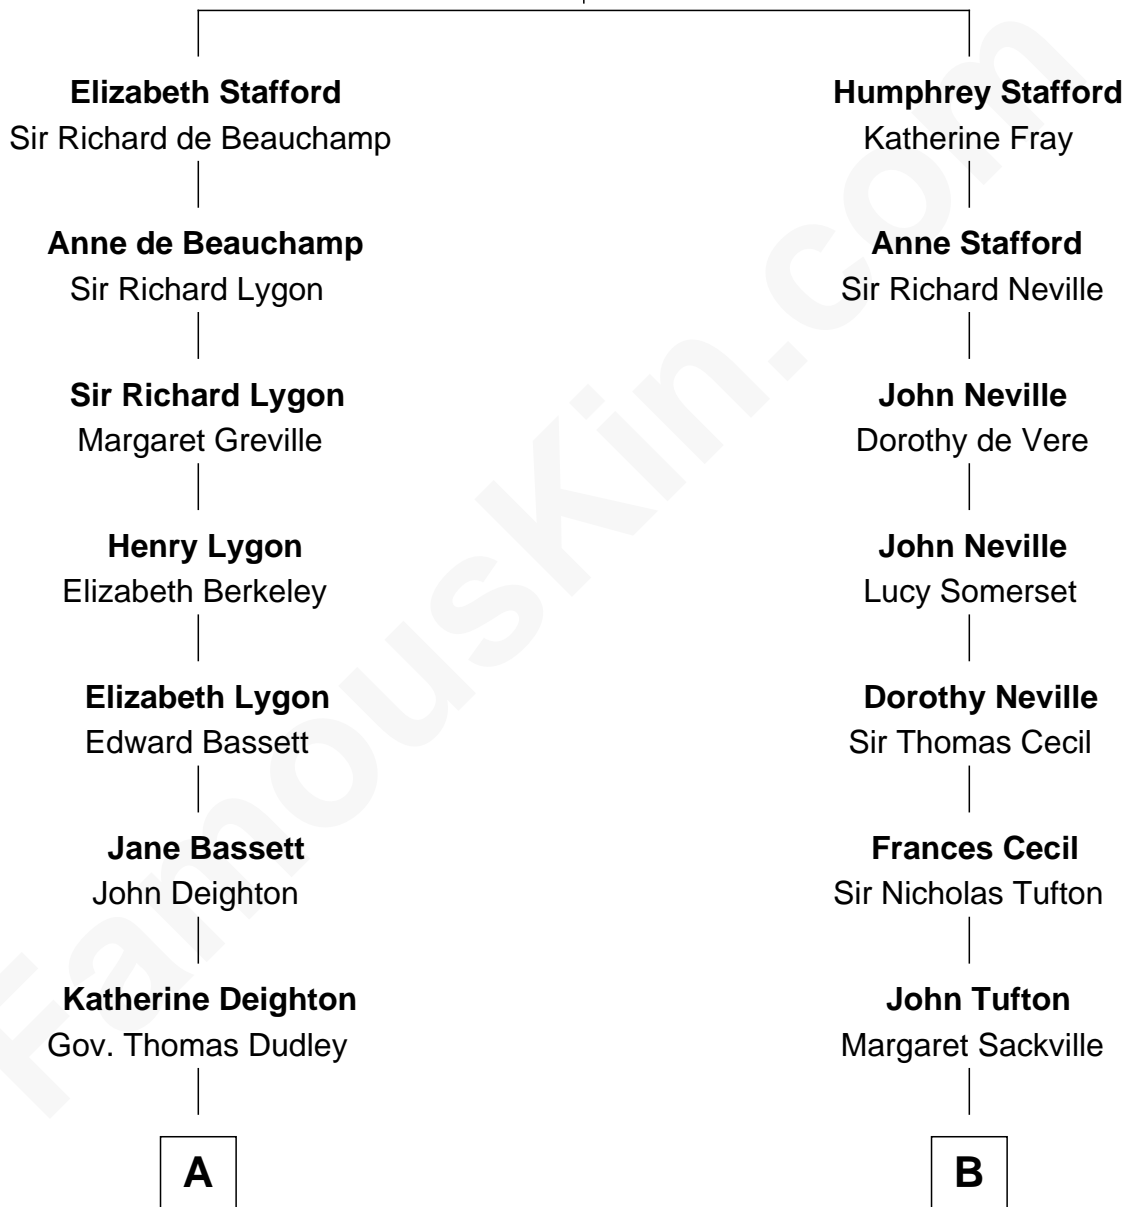 Elizabeth Stafford
Sir Richard de Beauchamp
Anne de Beauchamp
Sir Richard Lygon
Sir Richard Lygon
Margaret Greville
Henry Lygon
Elizabeth Berkeley
Elizabeth Lygon
Edward Bassett
Jane Bassett
John Deighton
Katherine Deighton
Gov. Thomas Dudley
A
Humphrey Stafford
Katherine Fray
Anne Stafford
Sir Richard Neville
John Neville
Dorothy de Vere
John Neville
Lucy Somerset
Dorothy Neville
Sir Thomas Cecil
Frances Cecil
Sir Nicholas Tufton
John Tufton
Margaret Sackville
B
FamousKin.com